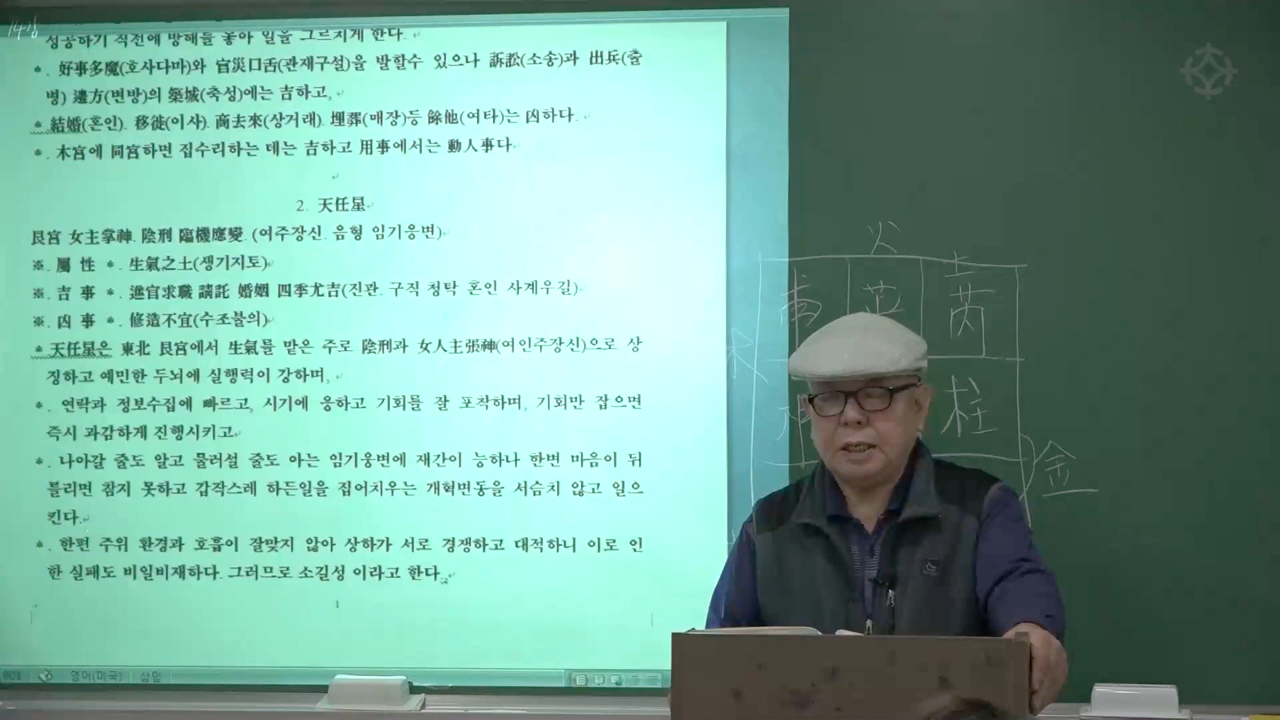 14강
성공하기 직전에 방해를 놓아 일을 그르치게 한다.
*. 好事多魔(호사다마)와 官災口舌(관재구설)을 발할수 있으나 訴訟(소송)과 出兵(출
병) 邊方(변방)의 築城(축성)에는 吉하고,
*. 結婚(혼인). 移徙(이사). 商去來(상거래). 埋葬(매장)등 餘他(여타)는 凶하다.
*. 木宮에 同宮하면 집수리하는 데는 吉하고 用事에서는 動人事다
2. 天任星
艮宮 女主掌神. 陰刑 臨機應變. (여주장신. 음형 임기응변)
※. 屬 性 *. 生氣之土(생기지토)
※. 吉 事 *. 進官求職 請託 婚姻 四季尤吉(진관. 구직 청탁 혼인 사계우길)
※. 凶 事 *. 修造不宜(수조불의)
* 天任星은 東北 艮宮에서 生氣를 맡은 주로 陰刑과 女人主張神(여인주장신)으로 상
징하고 예민한 두뇌에 실행력이 강하며,
*. 연락과 정보수집에 빠르고, 시기에 응하고 기회를 잘 포착하며, 기회만 잡으면
즉시 과감하게 진행시키고
*. 나아갈 줄도 알고 물러설 줄도 아는 임기응변에 재간이 능하나 한면 마음이 뒤
틀리면 참지 못하고 갑작스레 하든일을 집어치우는 개혁변동을 서슴치 않고 일으
킨다.
*. 한편 주위 환경과 호흡이 잘맞지 않아 상하가 서로 경쟁하고 대적하니 이로 인
한 실패도 비일비재하다. 그러므로 소길성 이라고 한다.
영어(미국) 삽입
火
土
芮
木
柱
金